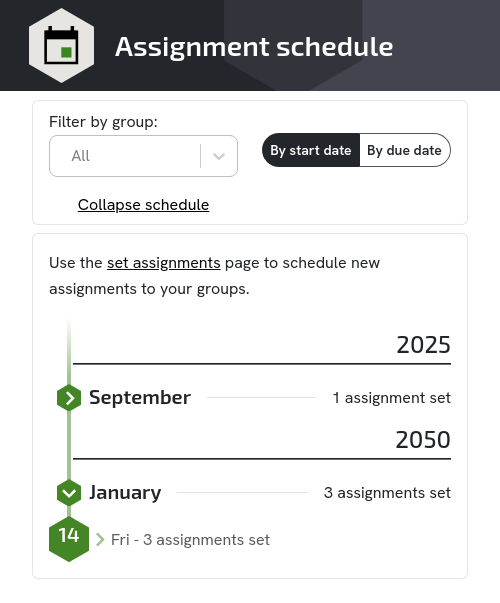 Assignment schedule
Filter by group:
All
By start date
By due date
Collapse schedule
Use the set assignments page to schedule new
assignments to your groups.
2025
September
1 assignment set
2050
January
3 assignments set
14
Fri - 3 assignments set